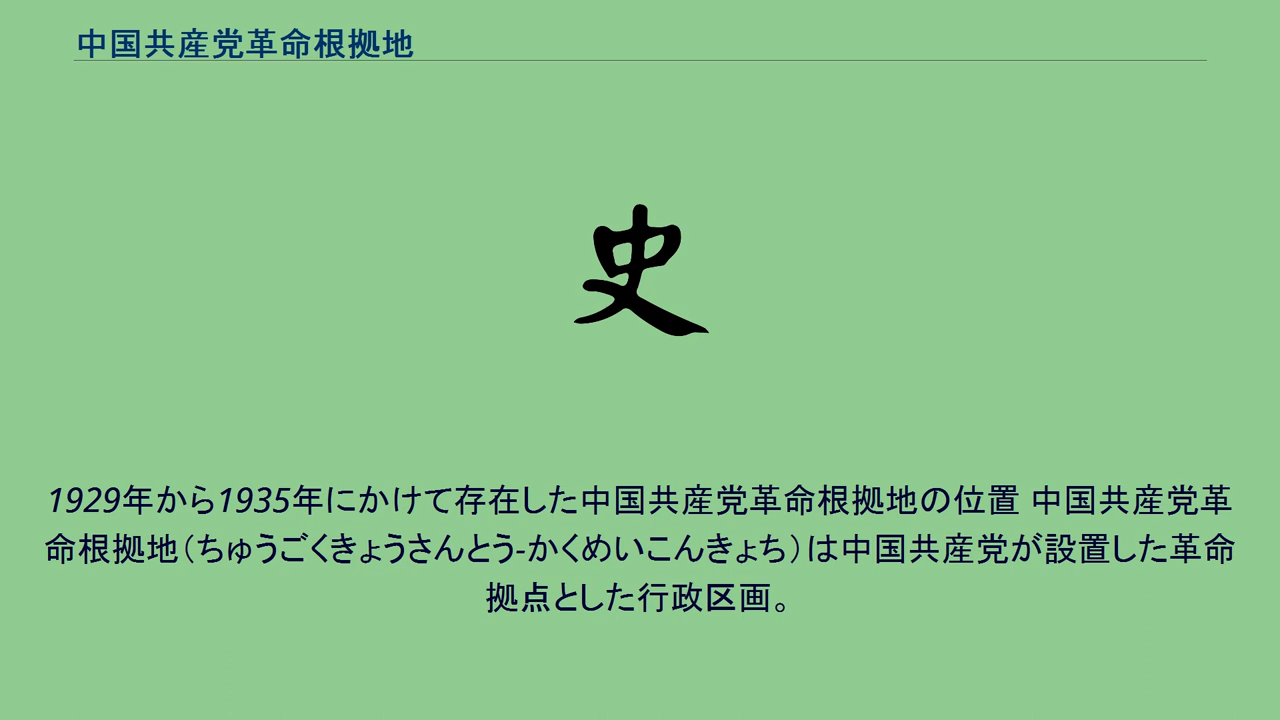 中国共産党革命根拠地
史
1929年から1935年にかけて存在した中国共産党革命根拠地の位置 中国共産党革
命根拠地（ちゅうごくきょうさんとう-かくめいこんきょち）は中国共産党が設置した革命
拠点とした行政区画。